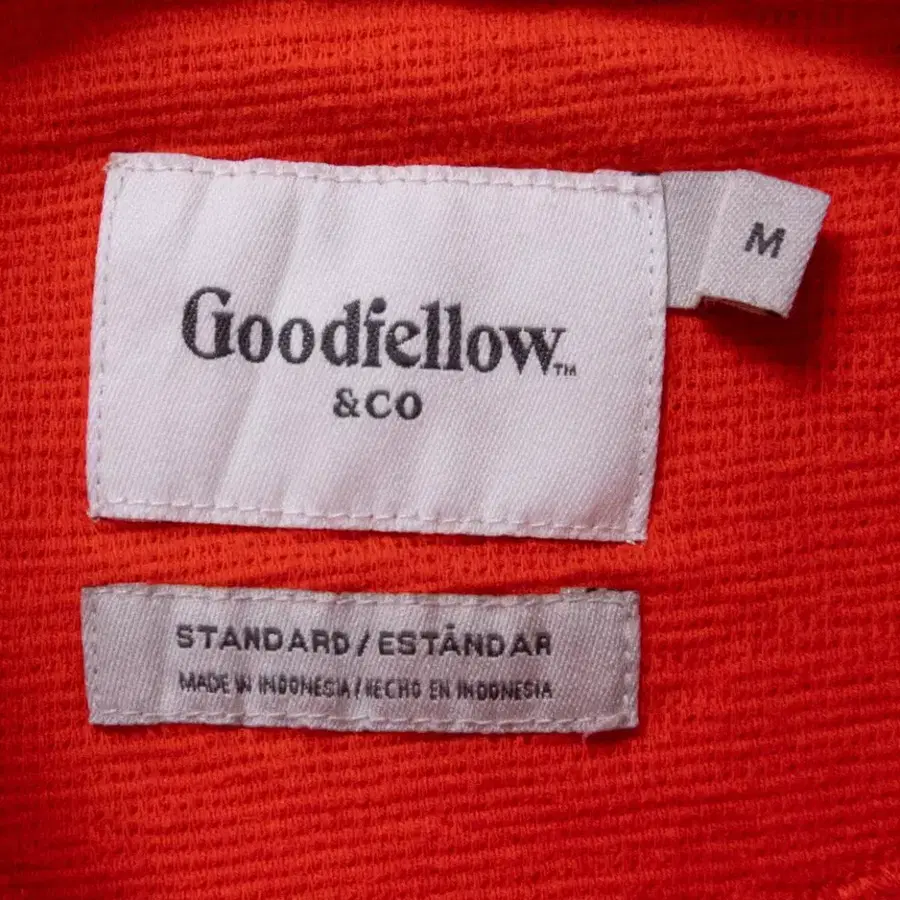 Goodfellow™
&CO
M
STANDARD/ESTÁNDAR
MADE IN INDONESIA/HECHO EN INDONESIA